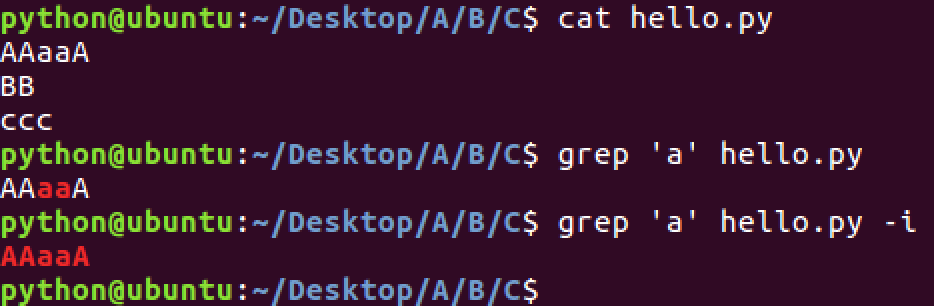 python@ubuntu:~/Desktop/A/B/C$ cat hello.py
AAaaA
BB
ccc
python@ubuntu:~/Desktop/A/B/C$ grep 'a' hello.py
AAaaA
python@ubuntu:~/Desktop/A/B/C$ grep 'a' hello.py -i
AAaaA
python@ubuntu:~/Desktop/A/B/C$